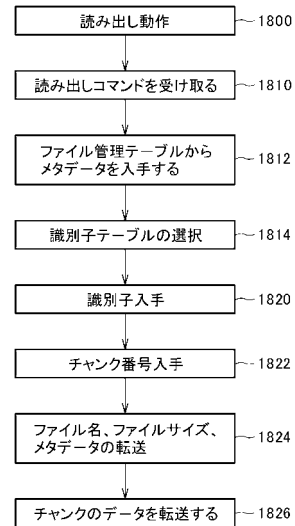 読み出し動作 1800
読み出しコマンドを受け取る 1810
ファイル管理テーブルから
メタデータを入手する 1812
識別子テーブルの選択 1814
識別子入手 1820
チャンク番号入手 1822
ファイル名、ファイルサイズ、
メタデータの転送 1824
チャンクのデータを転送する 1826